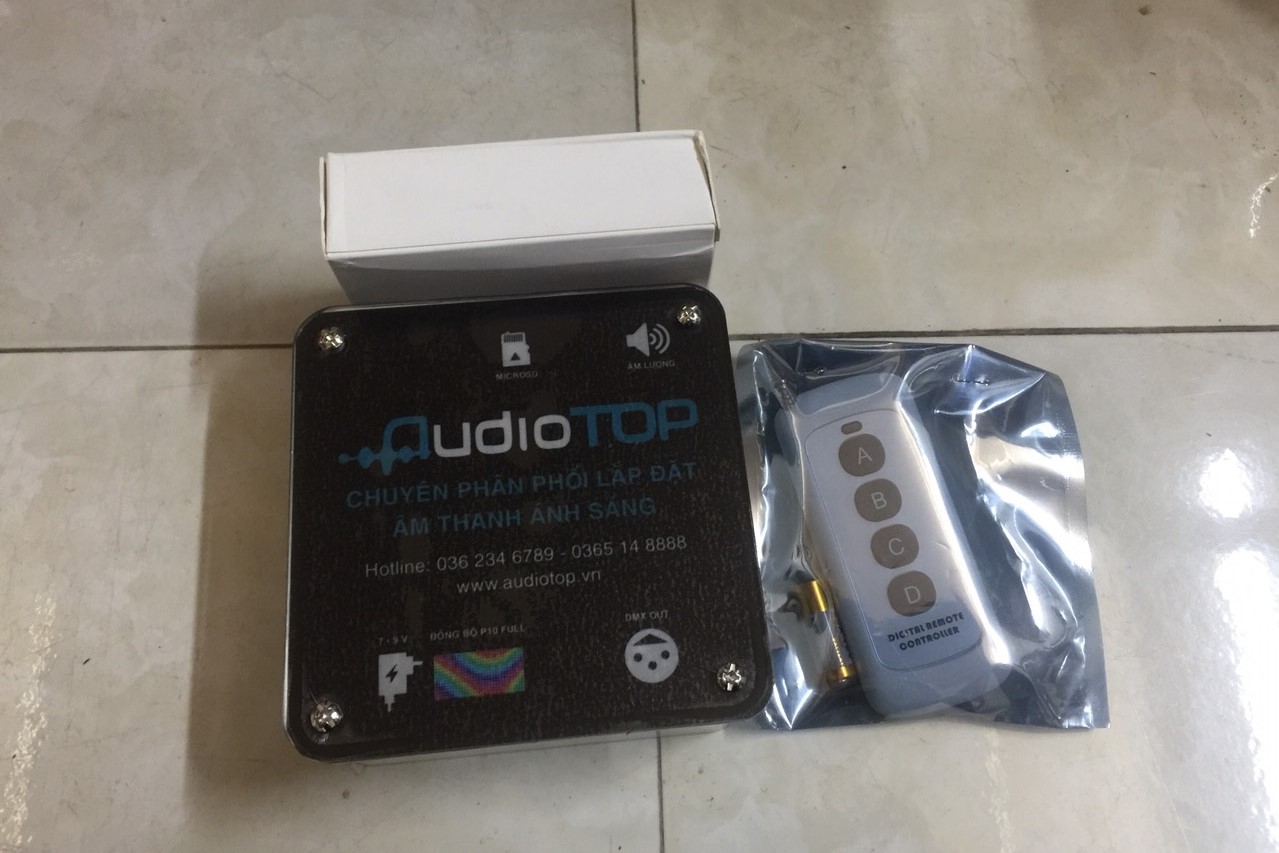 MICROSD
ÂM LƯỢNG
AUDIOTOP
CHUYÊN PHÂN PHỐI LẮP ĐẶT
ÂM THANH ÁNH SÁNG
Hotline: 036 234 6789 - 0365 14 8888
www.audiotop.vn
7 - 9 V
ĐỒNG BỘ P10 FULL
DMX OUT
A
B
C
D
DIGITAL REMOTE
CONTROLLER